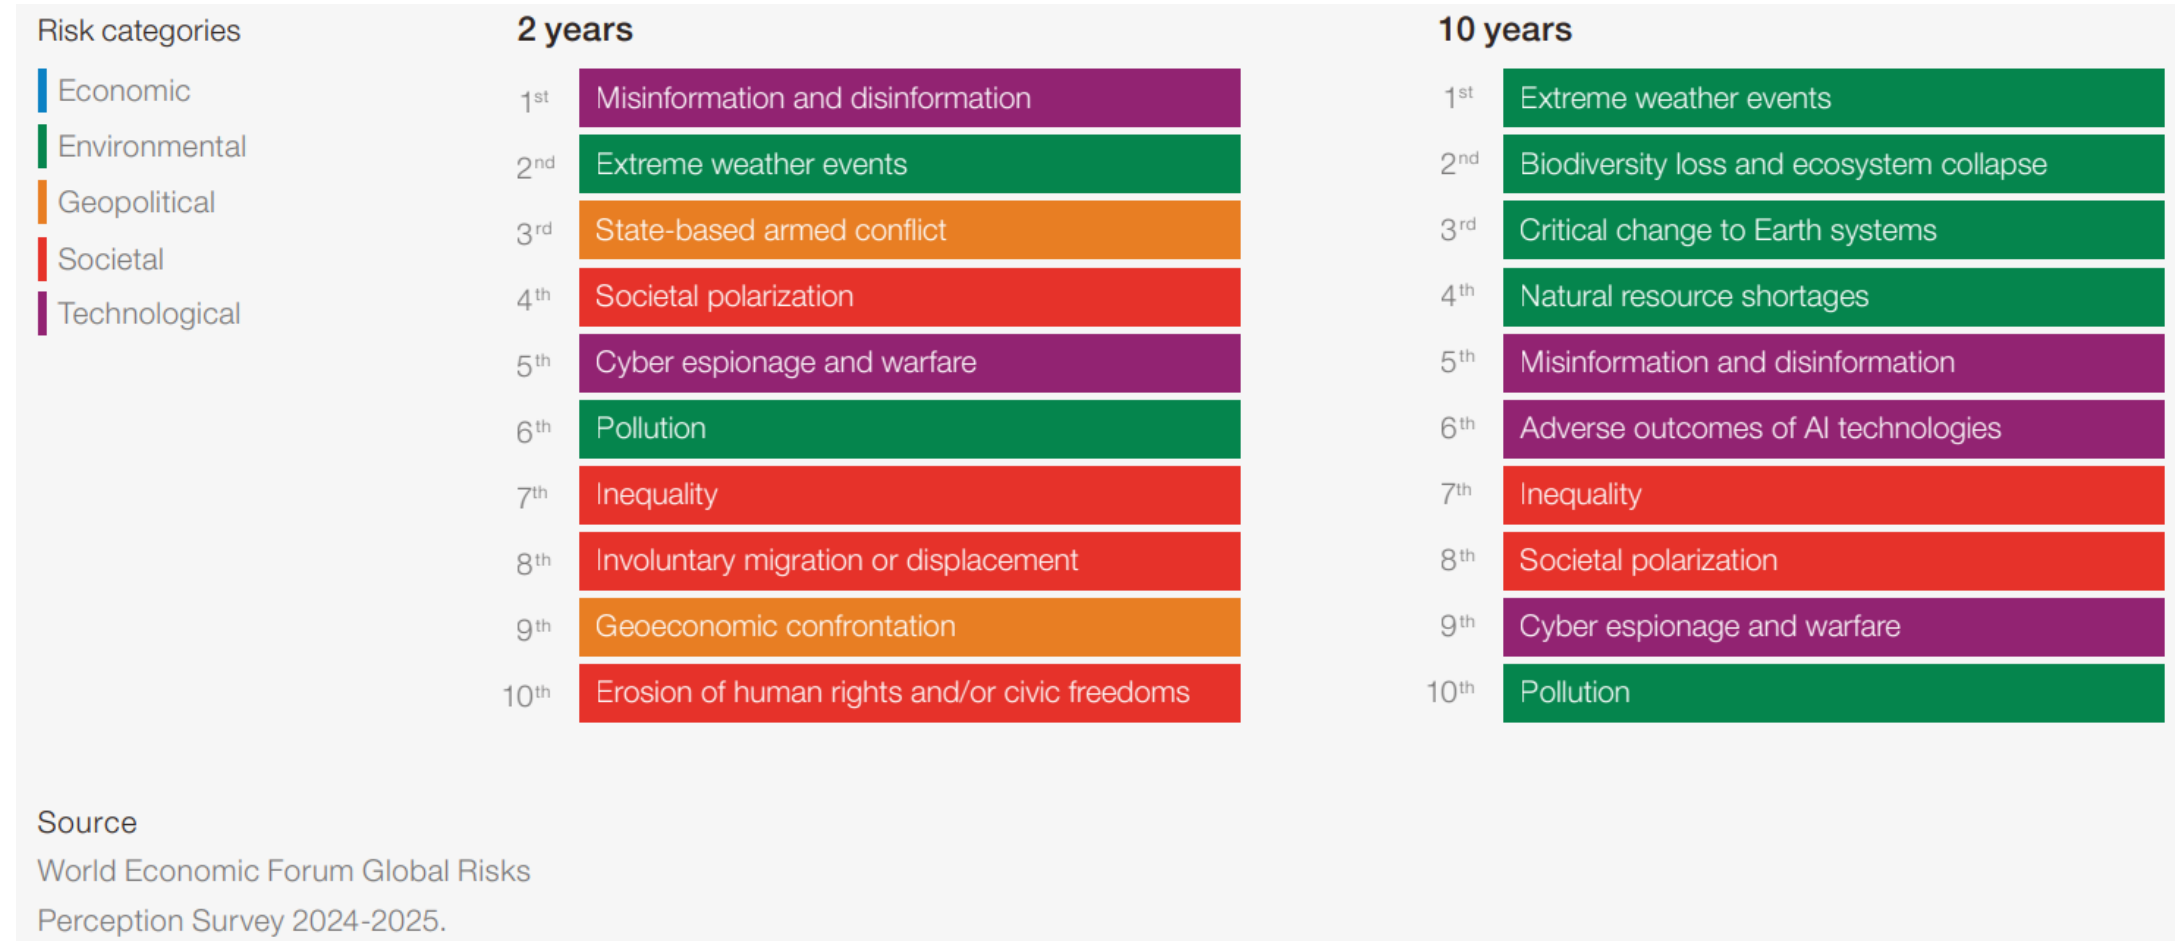 Risk categories
Economic
Environmental
Geopolitical
Societal
Technological
2 years
1st Misinformation and disinformation
2nd Extreme weather events
3rd State-based armed conflict
4th Societal polarization
5th Cyber espionage and warfare
6th Pollution
7th Inequality
8th Involuntary migration or displacement
9th Geoeconomic confrontation
10th Erosion of human rights and/or civic freedoms
10 years
1st Extreme weather events
2nd Biodiversity loss and ecosystem collapse
3rd Critical change to Earth systems
4th Natural resource shortages
5th Misinformation and disinformation
6th Adverse outcomes of AI technologies
7th Inequality
8th Societal polarization
9th Cyber espionage and warfare
10th Pollution
Source
World Economic Forum Global Risks
Perception Survey 2024-2025.